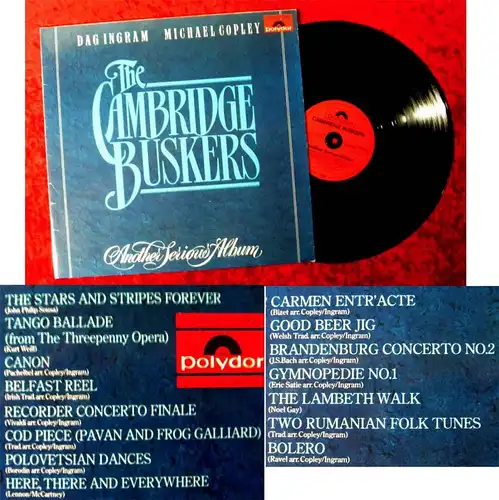 DAG INGRAM MICHAEL COPLEY
Polydor
The
CAMBRIDGE
BUSKERS
Another Serious Album
CAMBRIDGE BUSKERS
THE STARS AND STRIPES FOREVER
(John Philip Sousa)
TANGO BALLADE
(from The Threepenny Opera)
(Kurt Weill)
CANON
(Pachelbel arr. Copley/Ingram)
BELFAST REEL
(Irish Trad. arr. Copley/Ingram)
RECORDER CONCERTO FINALE
(Vivaldi arr. Copley/Ingram)
COD PIECE (PAVAN AND FROG GALLIARD)
(Trad. arr. Copley/Ingram)
POLOVETSIAN DANCES
(Borodin arr. Copley/Ingram)
HERE, THERE AND EVERYWHERE
(Lennon/McCartney)
polydor
CARMEN ENTR'ACTE
(Bizet arr. Copley/Ingram)
GOOD BEER JIG
(Welsh Trad. arr. Copley/Ingram)
BRANDENBURG CONCERTO NO.2
(J.S.Bach arr. Copley/Ingram)
GYMNOPEDIE NO.1
(Eric Satie arr. Copley/Ingram)
THE LAMBETH WALK
(Noel Gay)
TWO RUMANIAN FOLK TUNES
(Trad. arr. Copley/Ingram)
BOLERO
(Ravel arr. Copley/Ingram)